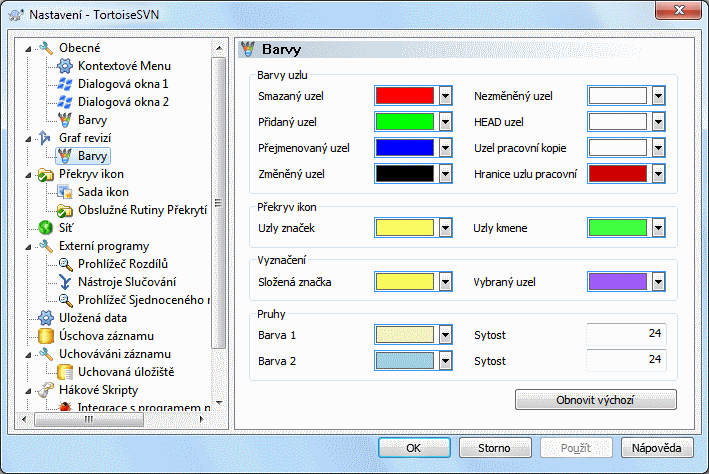 Nastavení - TortoiseSVN
Obecné
Kontextové Menu
Dialogová okna 1
Dialogová okna 2
Barvy
Graf revizí
Barvy
Překryv ikon
Sada ikon
Obslužné Rutiny Překrytí
Síť
Externí programy
Prohlížeč Rozdílů
Nástroje Slučování
Prohlížeč Sjednoceného r
Uložená data
Úschova záznamu
Uchovávání záznamu
Uchovaná úložiště
Hákové Skripty
Integrace s programem p
Barvy
Barvy uzlu
Smazaný uzel Nezměněný uzel
Přidaný uzel HEAD uzel
Přejmenovaný uzel Uzel pracovní kopie
Změněný uzel Hranice uzlu pracovní
Překryv ikon
Uzly značek Uzly kmene
Vyznačení
Složená značka Vybraný uzel
Pruhy
Barva 1 Sytost 24
Barva 2 Sytost 24
Obnovit výchozí
OK Storno Použít Nápověda